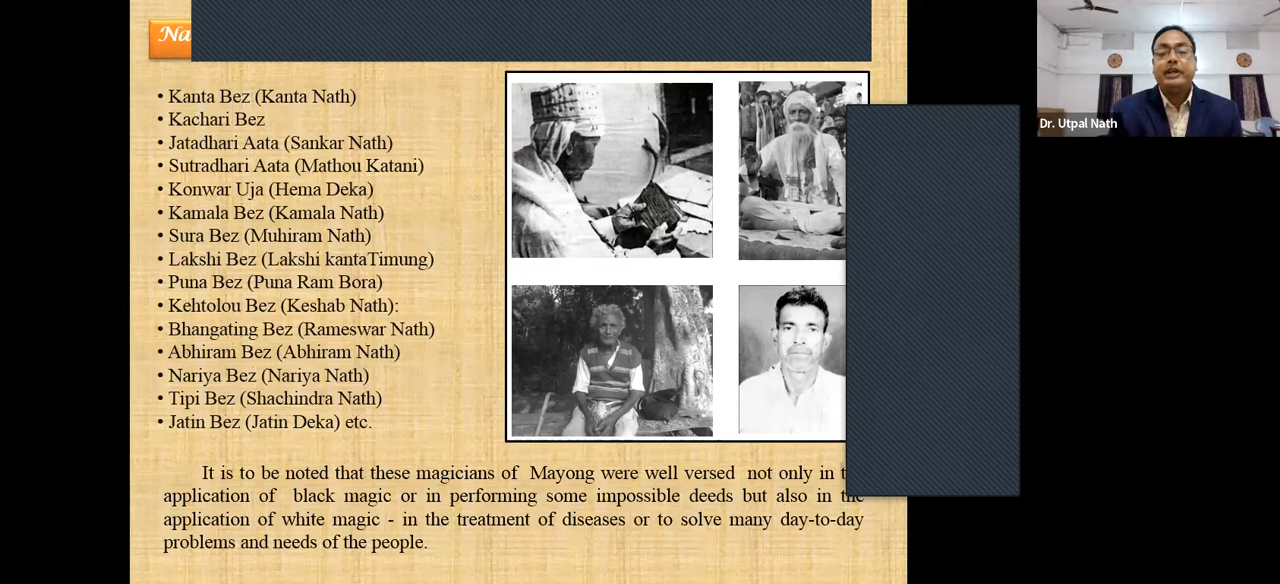 Na
• Kanta Bez (Kanta Nath)
• Kachari Bez
• Jatadhari Aata (Sankar Nath)
• Sutradhari Aata (Mathou Katani)
• Konwar Uja (Hema Deka)
• Kamala Bez (Kamala Nath)
• Sura Bez (Muhiram Nath)
• Lakshi Bez (Lakshi kantaTimung)
• Puna Bez (Puna Ram Bora)
• Kehtolou Bez (Keshab Nath):
• Bhangating Bez (Rameswar Nath)
• Abhiram Bez (Abhiram Nath)
• Nariya Bez (Nariya Nath)
• Tipi Bez (Shachindra Nath)
• Jatin Bez (Jatin Deka) etc.
It is to be noted that these magicians of Mayong were well versed not only in
application of black magic or in performing some impossible deeds but also in the
application of white magic - in the treatment of diseases or to solve many day-to-day
problems and needs of the people.
Dr. Utpal Nath